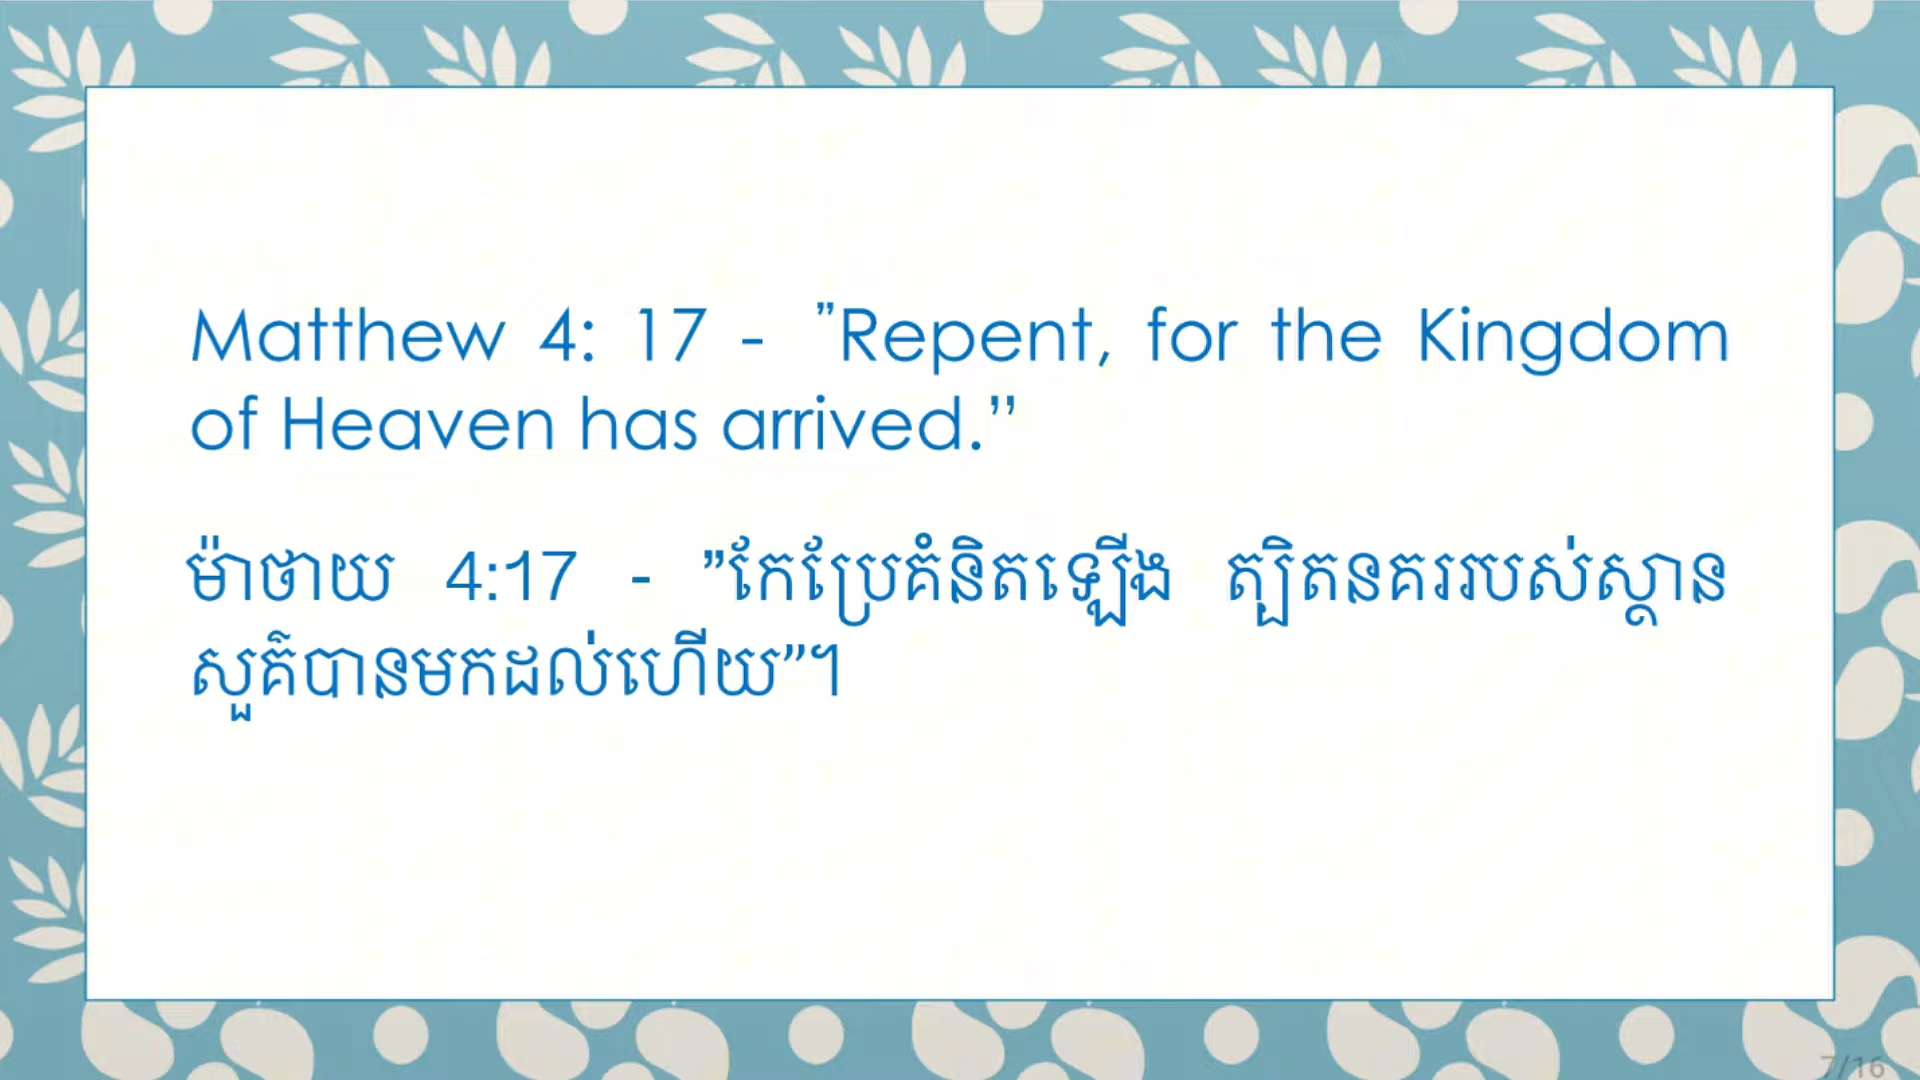 Matthew 4: 17 - ”Repent, for the Kingdom
of Heaven has arrived.”
ម៉ាថាយ 4:17 - ”កែប្រែគំនិតឡើង ត្បិតនគររបស់ស្ថាន
សួគ៌បានមកដល់ហើយ”។
7/16